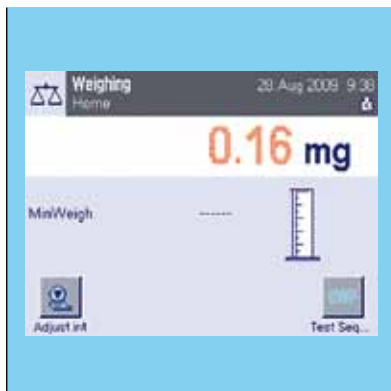 Weighing
Home
28 Aug 2009 9:38
0.16 mg
MinWeigh ------
Adjust int
Test Seq...